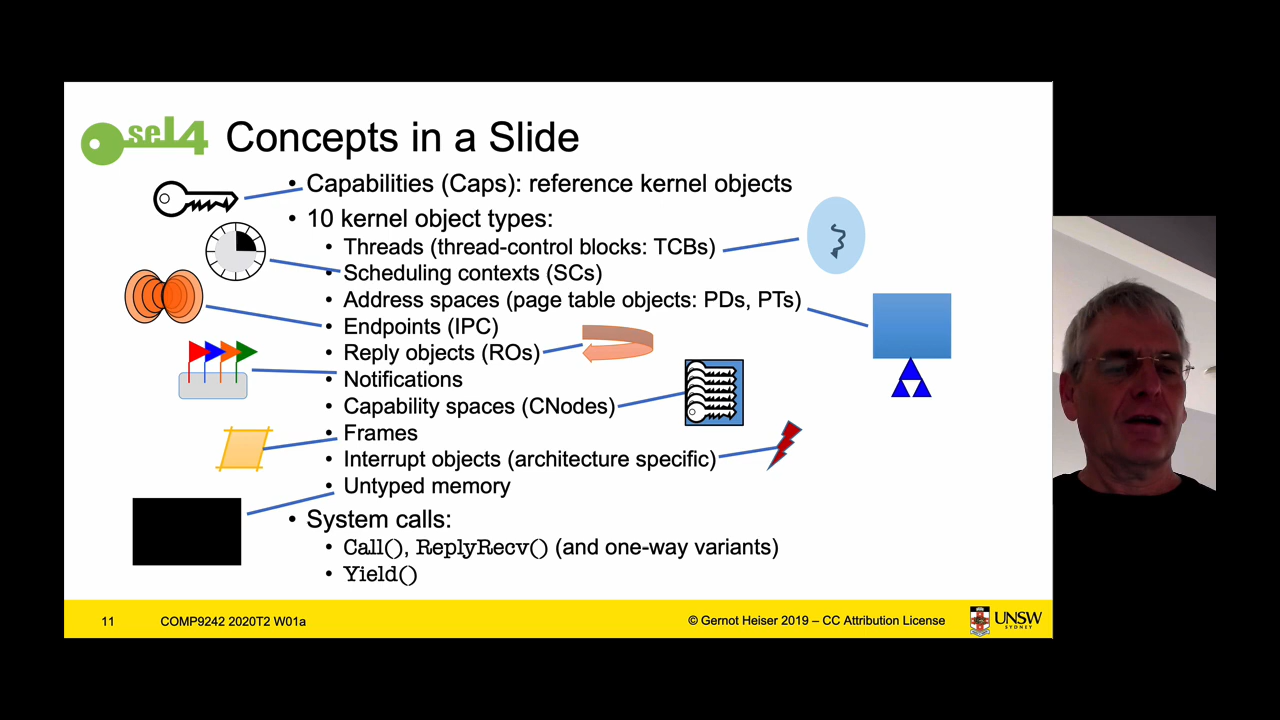 seL4 Concepts in a Slide
• Capabilities (Caps): reference kernel objects
• 10 kernel object types:
• Threads (thread-control blocks: TCBs)
• Scheduling contexts (SCs)
• Address spaces (page table objects: PDs, PTs)
• Endpoints (IPC)
• Reply objects (ROs)
• Notifications
• Capability spaces (CNodes)
• Frames
• Interrupt objects (architecture specific)
• Untyped memory
• System calls:
• Call(), ReplyRecv() (and one-way variants)
• Yield()
11 COMP9242 2020T2 W01a © Gernot Heiser 2019 – CC Attribution License UNSW
SYDNEY